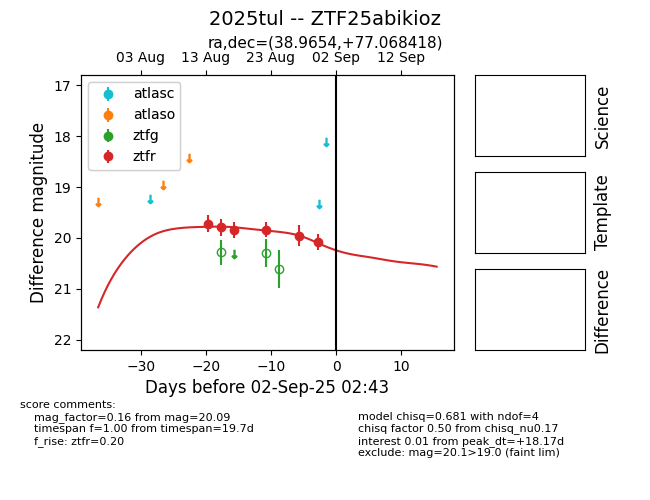 2025tul -- ZTF25abikioz
ra,dec=(38.9654,+77.068418)
03 Aug 13 Aug 23 Aug 02 Sep 12 Sep
17
18
19
20
21
22
Difference magnitude
atlasc
atlaso
ztfg
ztfr
−30 −20 −10 0 10
Days before 02-Sep-25 02:43
Science
Template
Difference
score comments:
mag_factor=0.16 from mag=20.09
timespan f=1.00 from timespan=19.7d
f_rise: ztfr=0.20
model chisq=0.681 with ndof=4
chisq factor 0.50 from chisq_nu0.17
interest 0.01 from peak_dt=+18.17d
exclude: mag=20.1>19.0 (faint lim)